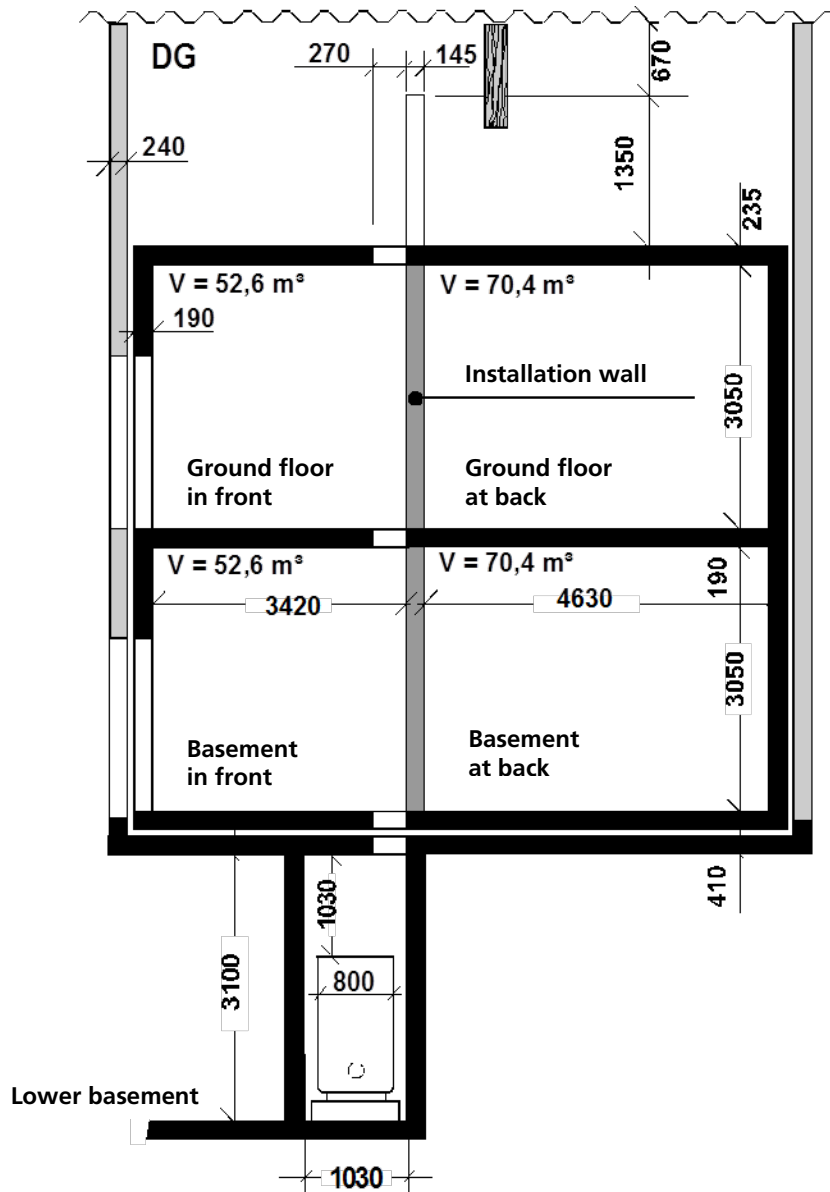 DG
270
145
670
240
1350
235
V = 52,6 m³
V = 70,4 m³
190
Installation wall
3050
Ground floor
in front
Ground floor
at back
V = 52,6 m³
V = 70,4 m³
190
3420
4630
3050
Basement
in front
Basement
at back
410
1030
3100
800
Lower basement
1030